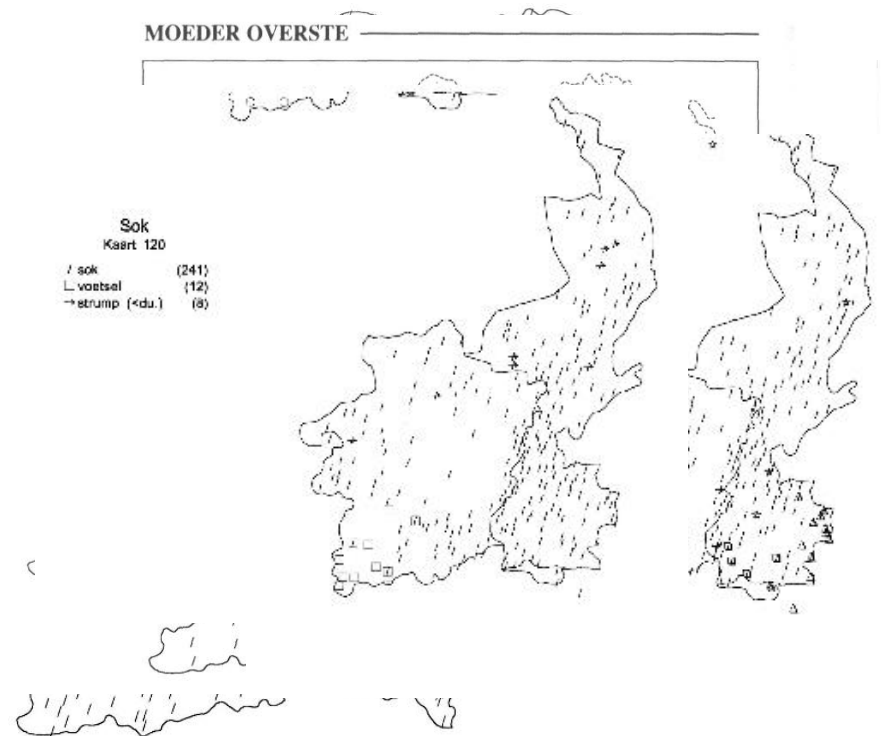 MOEDER OVERSTE
Sok
Kaart 120
/ sok (241)
voetsel (12)
strump (<du.) (8)